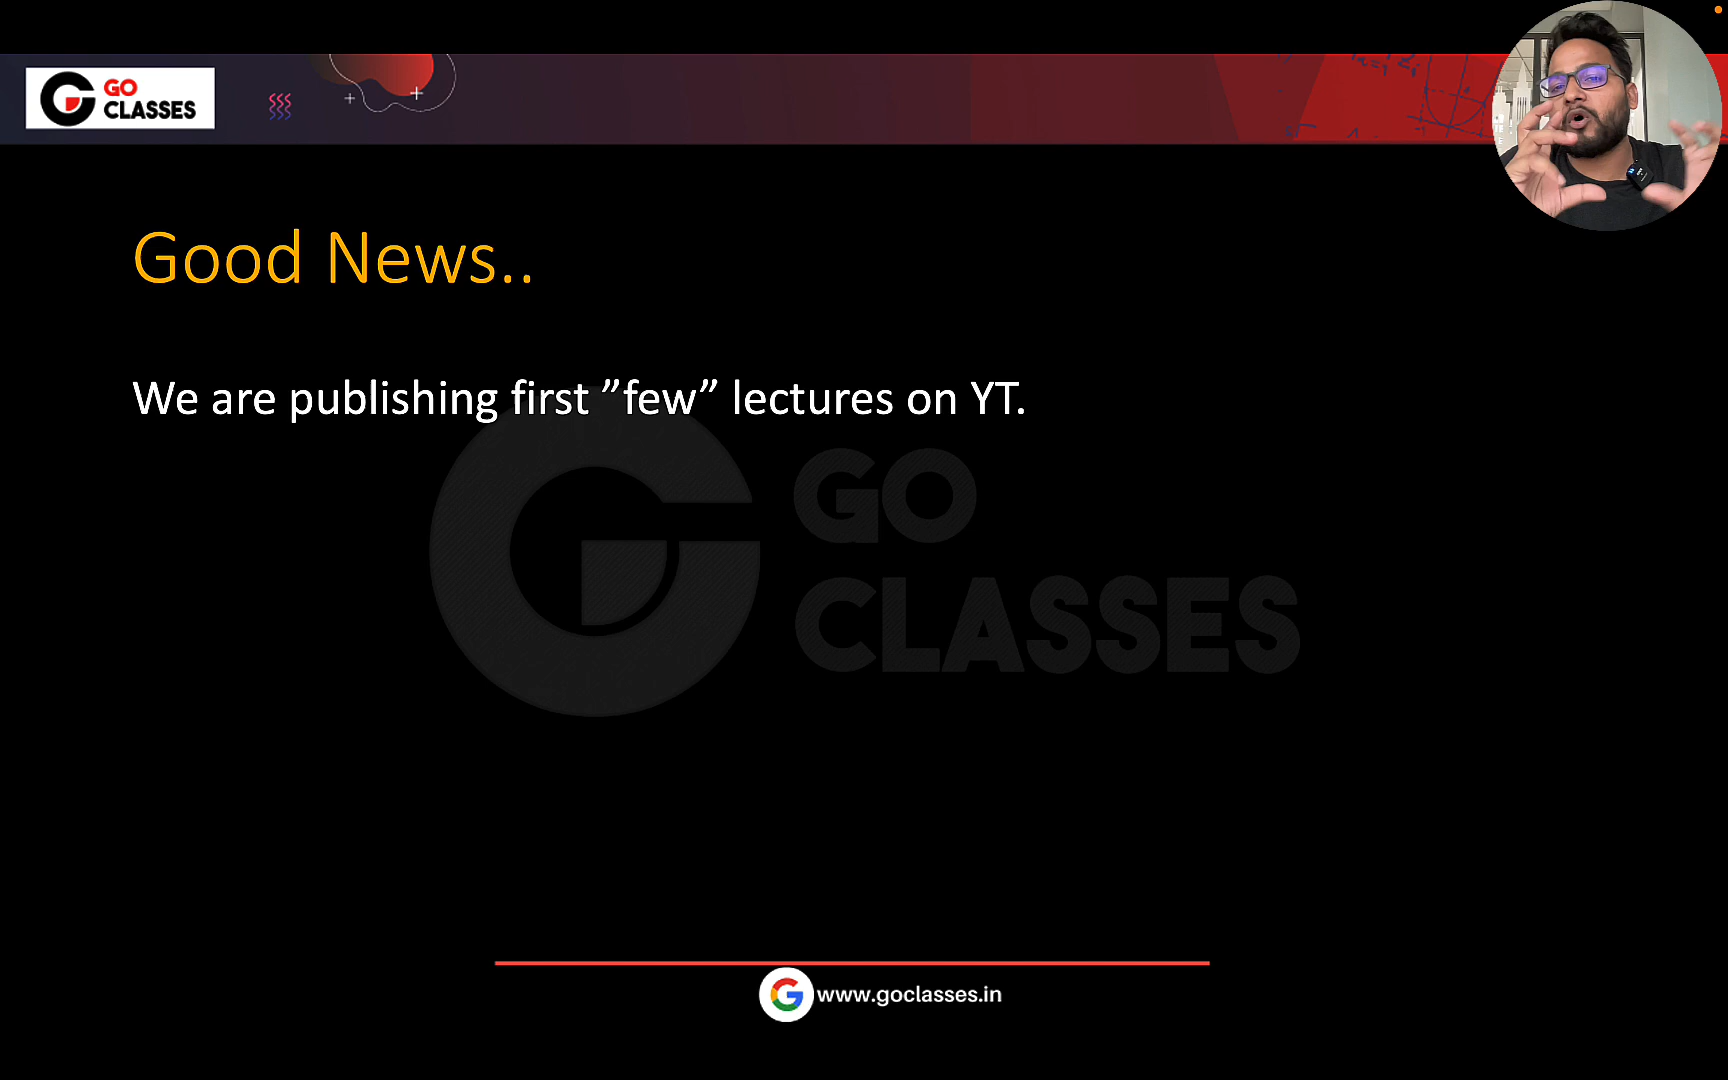 GO
CLASSES
Good News..
We are publishing first ”few” lectures on YT.
GO
CLASSES
www.goclasses.in